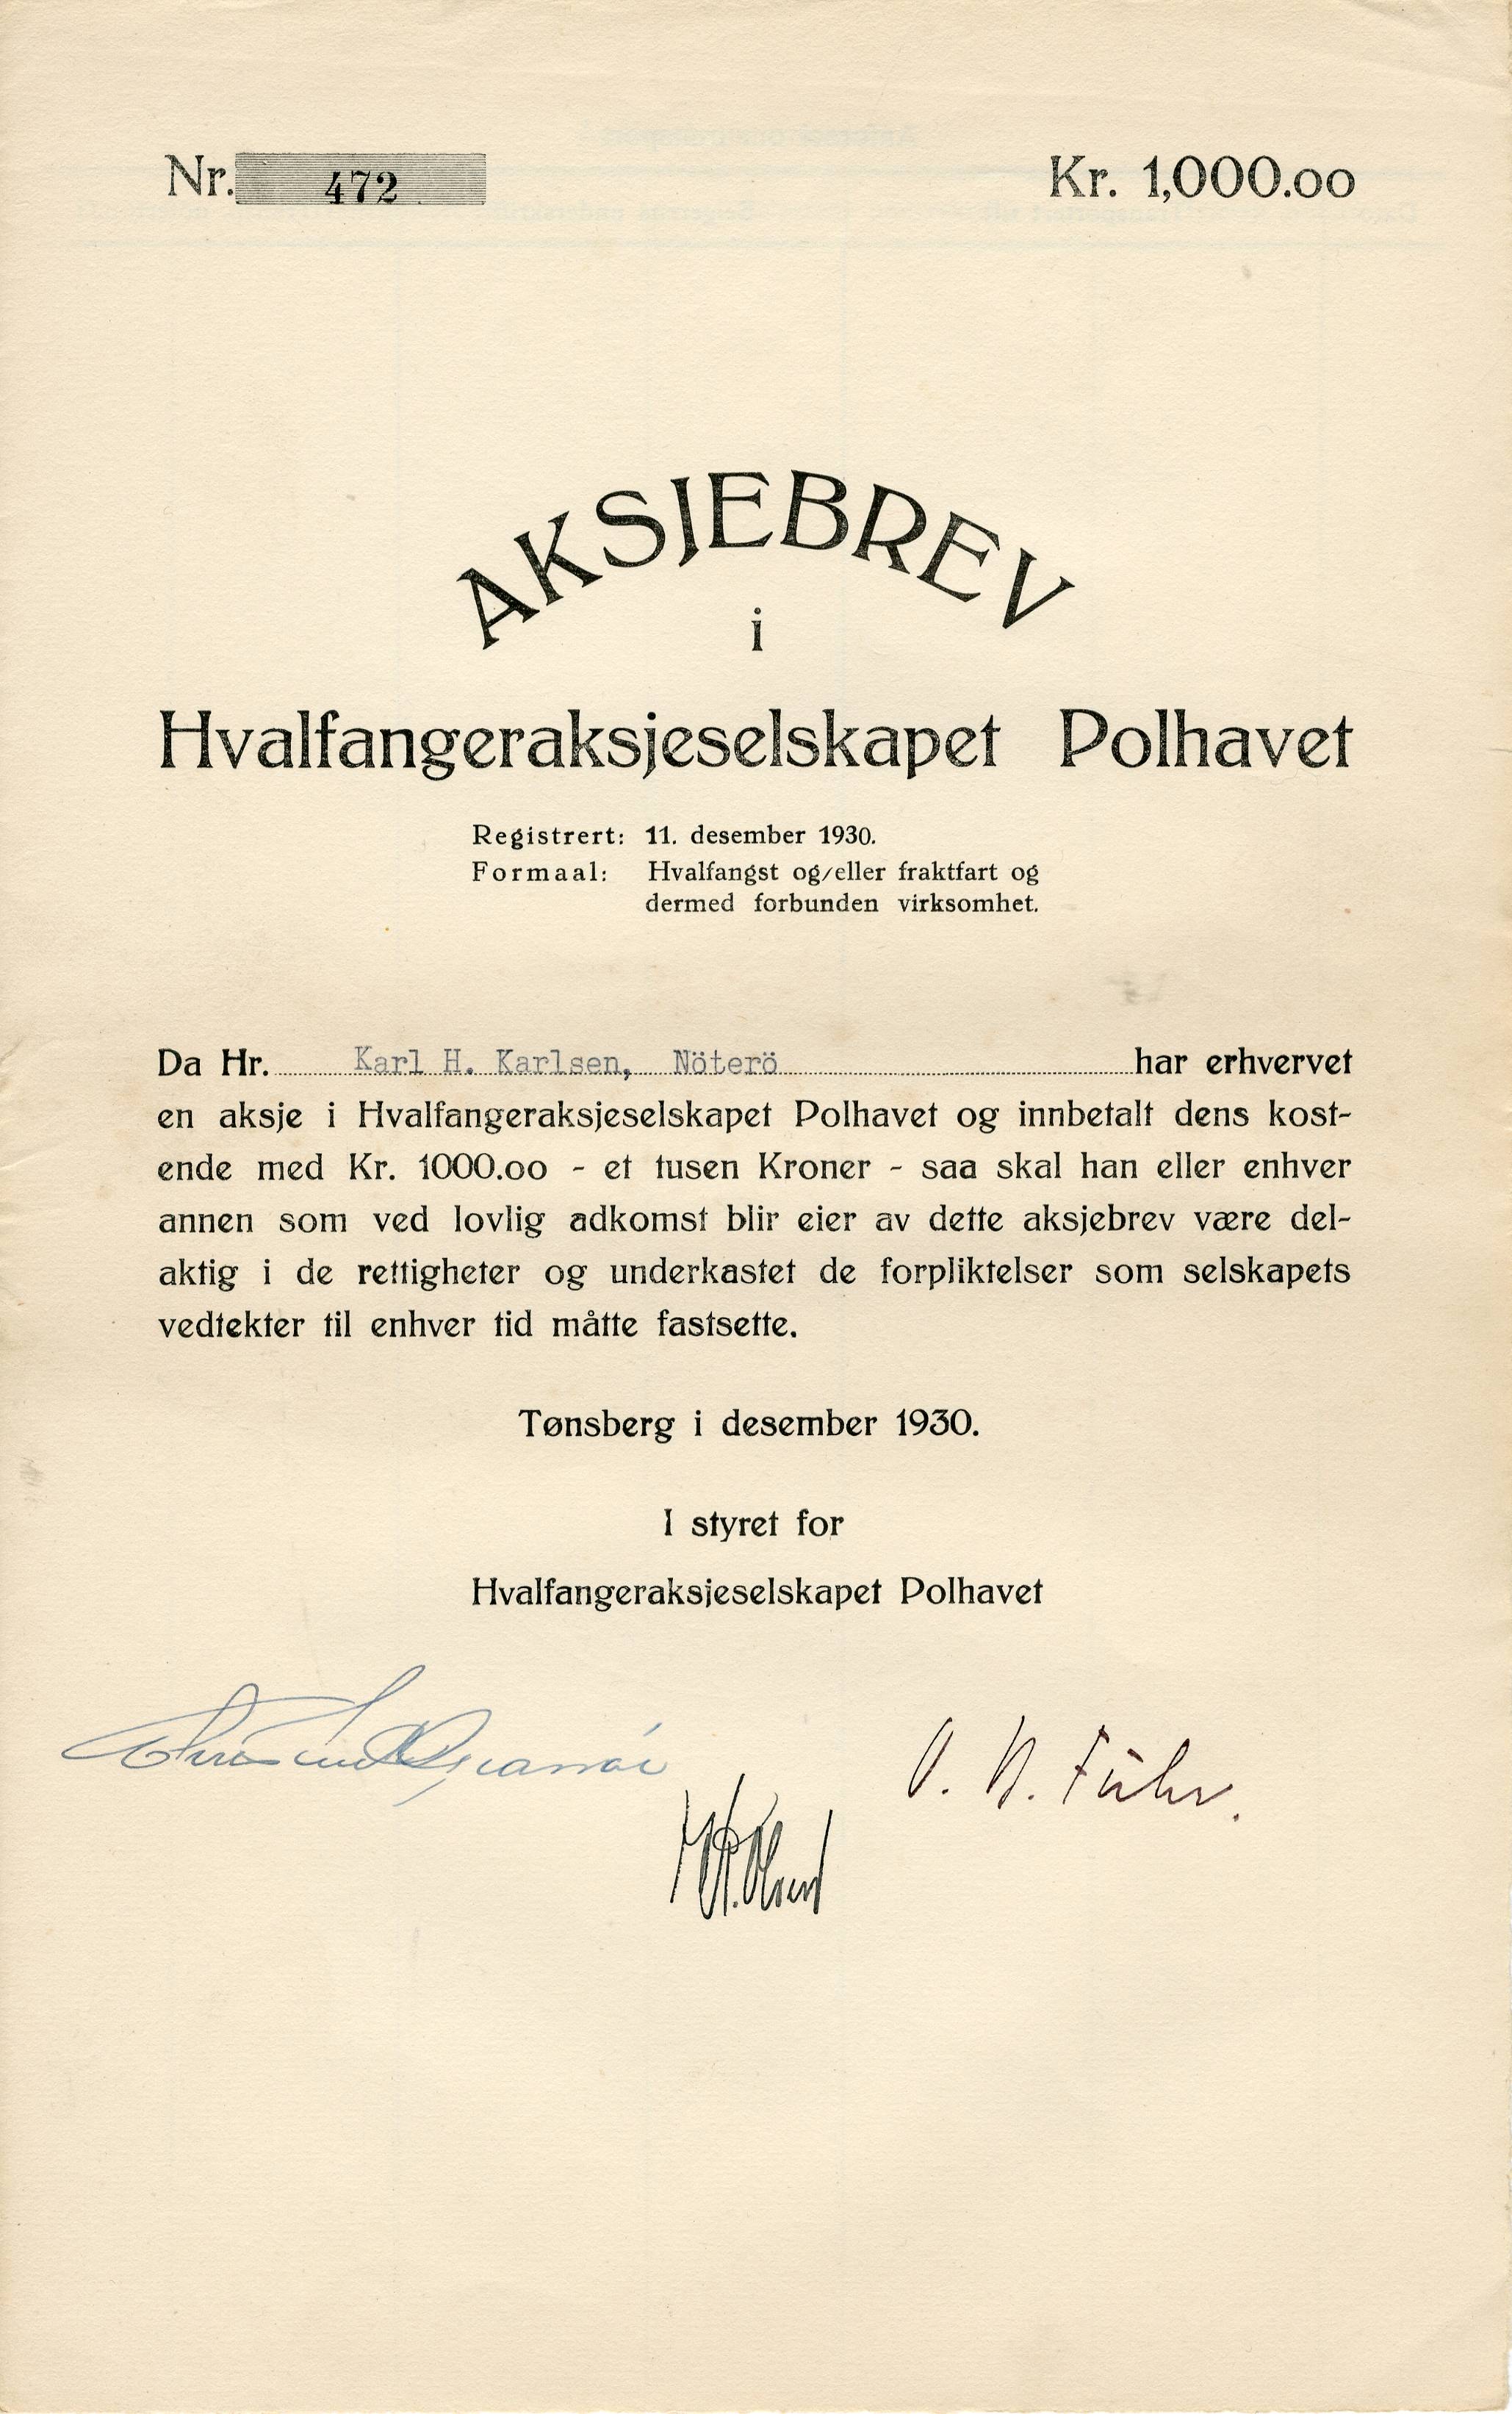 Nr. 472
Kr. 1,000.00
AKSJEBREV
i
Hvalfangeraksjeselskapet Polhavet
Registrert: 11. desember 1930.
Formaal: Hvalfangst og/eller fraktfart og
dermed forbunden virksomhet.
Da Hr. Karl H. Karlsen, Nöterö har erhvervet
en aksje i Hvalfangeraksjeselskapet Polhavet og innbetalt dens kost-
ende med Kr. 1000.00 - et tusen Kroner - saa skal han eller enhver
annen som ved lovlig adkomst blir eier av dette aksjebrev være del-
aktig i de rettigheter og underkastet de forpliktelser som selskapets
vedtekter til enhver tid måtte fastsette.
Tønsberg i desember 1930.
I styret for
Hvalfangeraksjeselskapet Polhavet